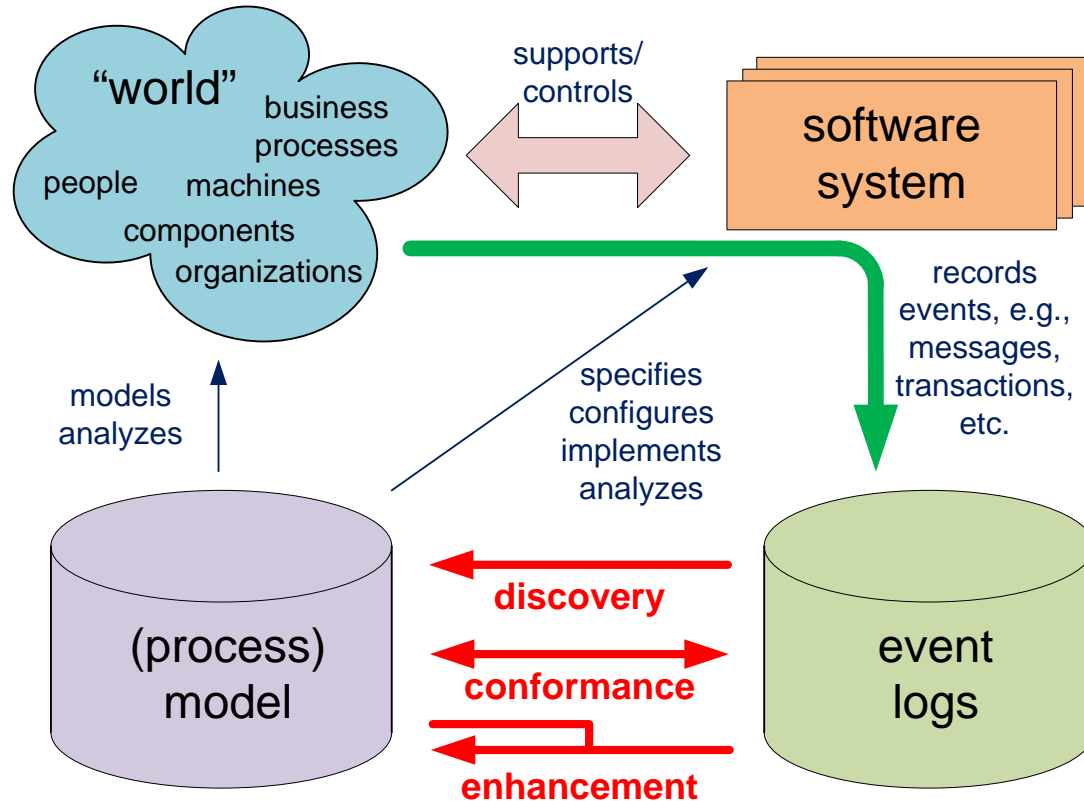 “world”
business
processes
people
machines
components
organizations
supports/
controls
software
system
records
events, e.g.,
messages,
transactions,
etc.
models
analyzes
specifies
configures
implements
analyzes
discovery
conformance
enhancement
(process)
model
event
logs